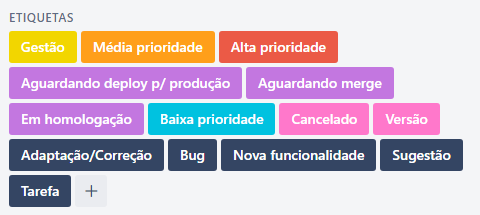 ETIQUETAS
Gestão Média prioridade Alta prioridade
Aguardando deploy p/ produção Aguardando merge
Em homologação Baixa prioridade Cancelado Versão
Adaptação/Correção Bug Nova funcionalidade Sugestão
Tarefa +